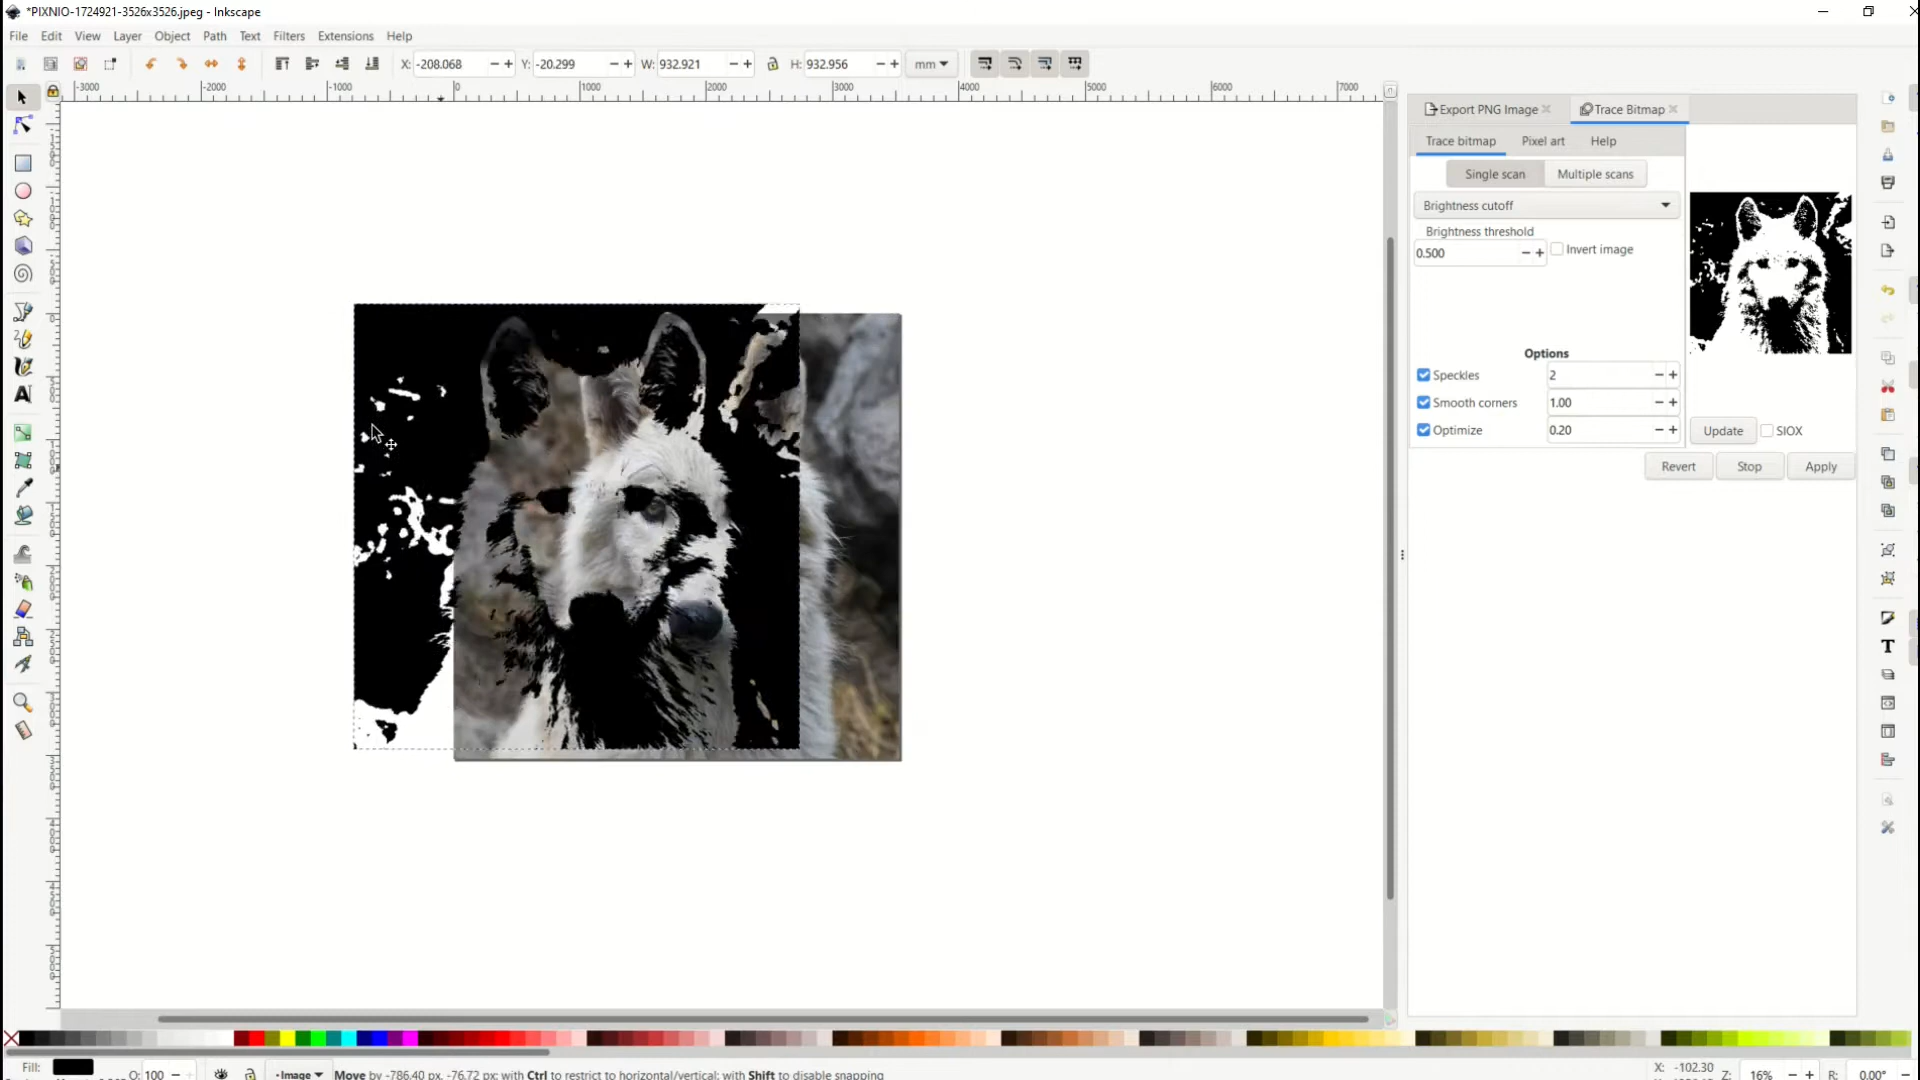 *PIXNIO-1724921-3526x3526.jpeg - Inkscape
File Edit View Layer Object Path Text Filters Extensions Help
X: -208.068 − + Y: -20.299 − + W: 932.921 − + H: 932.956 − + mm
-3000 -2000 -1000 0 1000 2000 3000 4000 5000 6000 7000
Export PNG Image Trace Bitmap
Trace bitmap Pixel art Help
Single scan Multiple scans
Brightness cutoff
Brightness threshold
0.500 − + Invert image
Options
Speckles 2 − +
Smooth corners 1.00 − +
Optimize 0.20 − +
Update SIOX
Revert Stop Apply
Fill: O: 100 − + Image Move by -786.40 px, -76.72 px; with Ctrl to restrict to horizontal/vertical; with Shift to disable snapping X: -102.30 Z: 16% − + R: 0.00° −